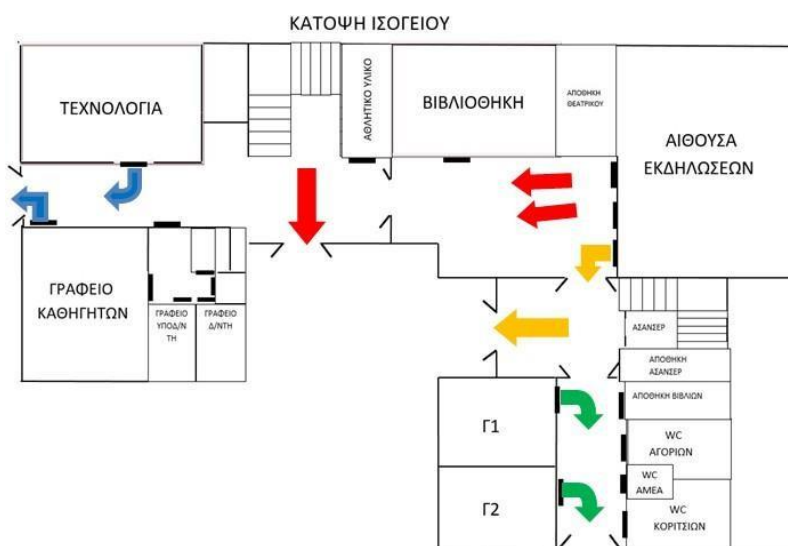 ΚΑΤΟΨΗ ΙΣΟΓΕΙΟΥ
ΤΕΧΝΟΛΟΓΙΑ
ΑΘΛΗΤΙΚΟ ΥΛΙΚΟ
ΒΙΒΛΙΟΘΗΚΗ
ΑΠΟΘΗΚΗ
ΘΕΑΤΡΙΚΟΥ
ΑΙΘΟΥΣΑ
ΕΚΔΗΛΩΣΕΩΝ
ΓΡΑΦΕΙΟ
ΚΑΘΗΓΗΤΩΝ
ΓΡΑΦΕΙΟ
ΥΠΟΔ/Ν
ΤΗ
ΓΡΑΦΕΙΟ
Δ/ΝΤΗ
ΑΣΑΝΣΕΡ
ΑΠΟΘΗΚΗ
ΑΣΑΝΣΕΡ
ΑΠΟΘΗΚΗ ΒΙΒΛΙΩΝ
Γ1
WC
ΑΓΟΡΙΩΝ
WC
ΑΜΕΑ
Γ2
WC
ΚΟΡΙΤΣΙΩΝ